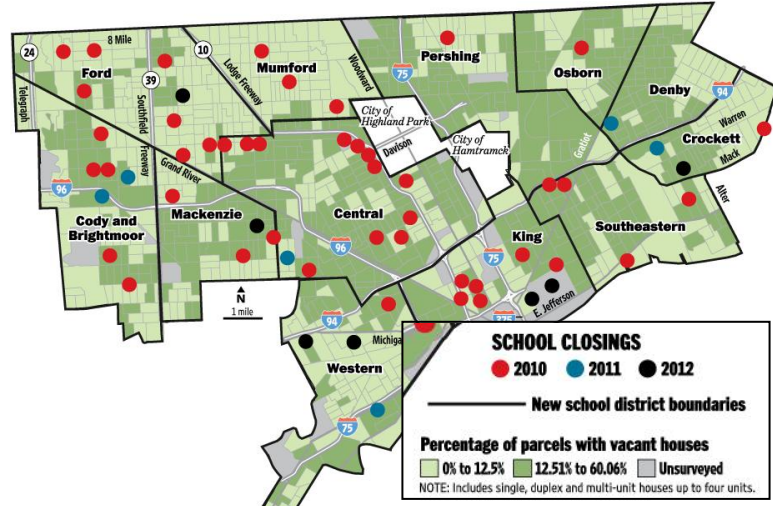 24
8 Mile
Ford
39
10
Mumford
Lodge Freeway
Woodward
75
Pershing
Osborn
Denby
94
Telegraph
Southfield
Freeway
Grand River
City of
Highland Park
Davison
City of
Hamtramck
Gratiot
Warren
Crockett
Mack
Alter
96
Cody and
Brightmoor
Mackenzie
Central
96
King
75
Southeastern
N
1 mile
94
Michiga
375
E. Jefferson
Western
75
SCHOOL CLOSINGS
2010 2011 2012
New school district boundaries
Percentage of parcels with vacant houses
0% to 12.5% 12.51% to 60.06% Unsurveyed
NOTE: Includes single, duplex and multi-unit houses up to four units.